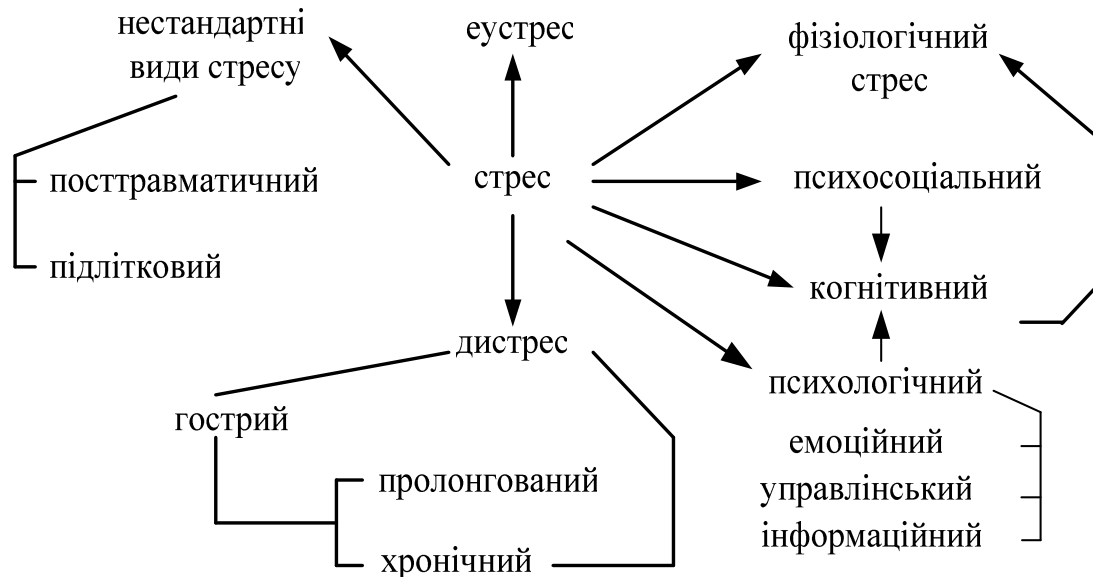 нестандартні
види стресу
еустрес
фізіологічний
стрес
посттравматичний
стрес
психосоціальний
підлітковий
когнітивний
дистрес
психологічний
гострий
емоційний
пролонгований
управлінський
хронічний
інформаційний